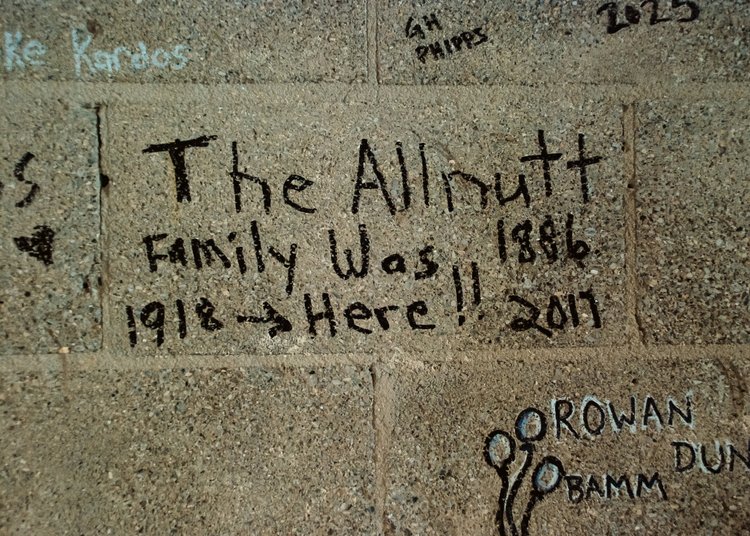 Ke Kardos
GH
PHIPPS
2025
The Allnutt
Family Was 1886
1918 → Here!! 2017
ROWAN
DUN
BAMM